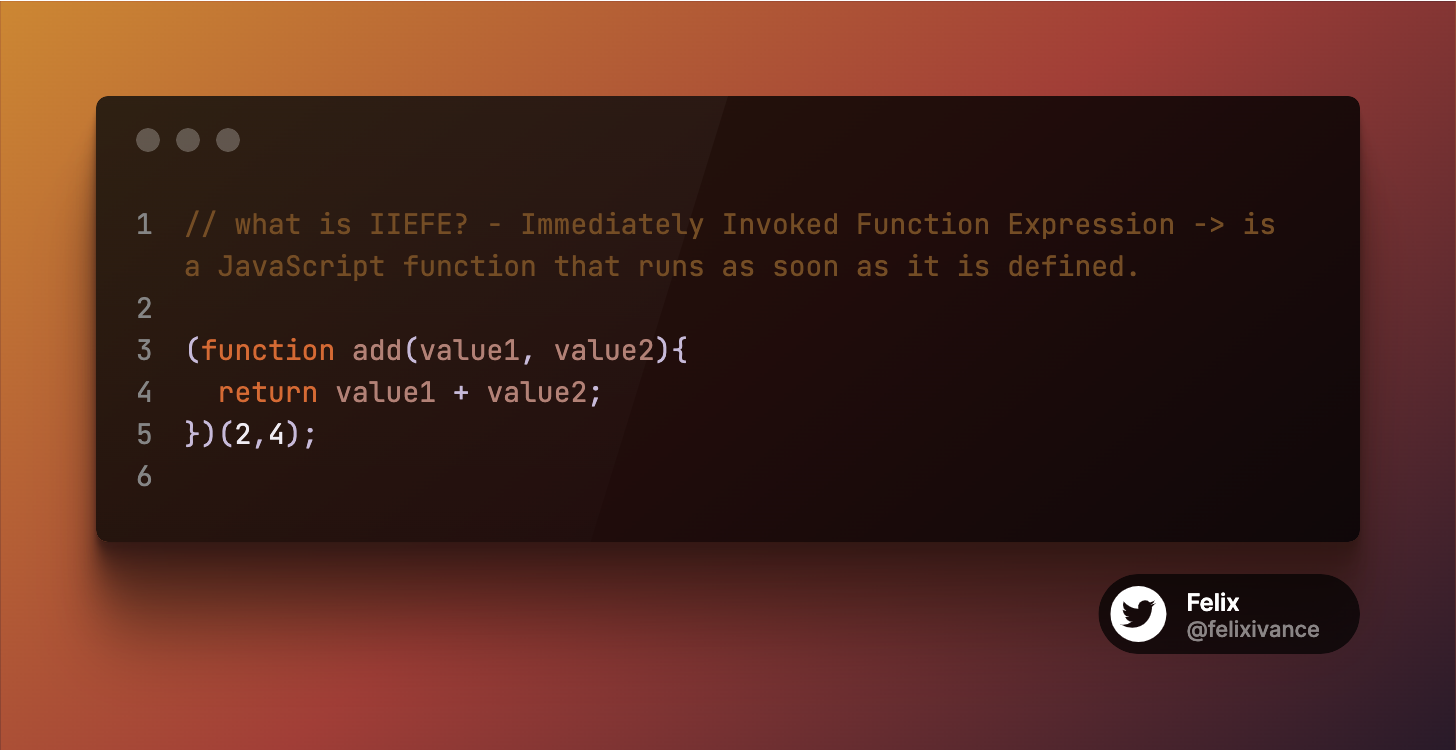 1 // what is IIEFE? - Immediately Invoked Function Expression -> is
a JavaScript function that runs as soon as it is defined.
2
3 (function add(value1, value2){
4   return value1 + value2;
5 })(2,4);
6
Felix
@felixivance